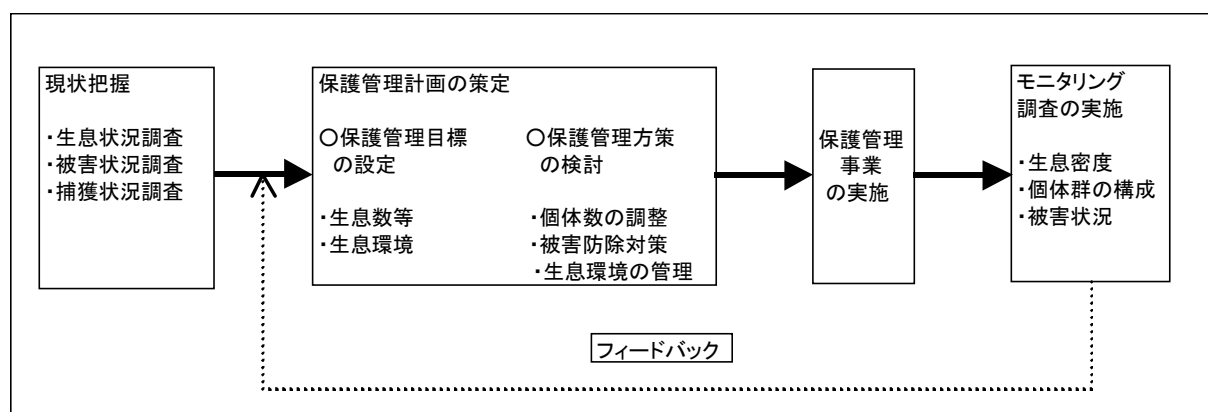 現状把握
・生息状況調査
・被害状況調査
・捕獲状況調査
保護管理計画の策定
○保護管理目標
の設定
・生息数等
・生息環境
○保護管理方策
の検討
・個体数の調整
・被害防除対策
・生息環境の管理
保護管理
事業
の実施
モニタリング
調査の実施
・生息密度
・個体群の構成
・被害状況
フィードバック